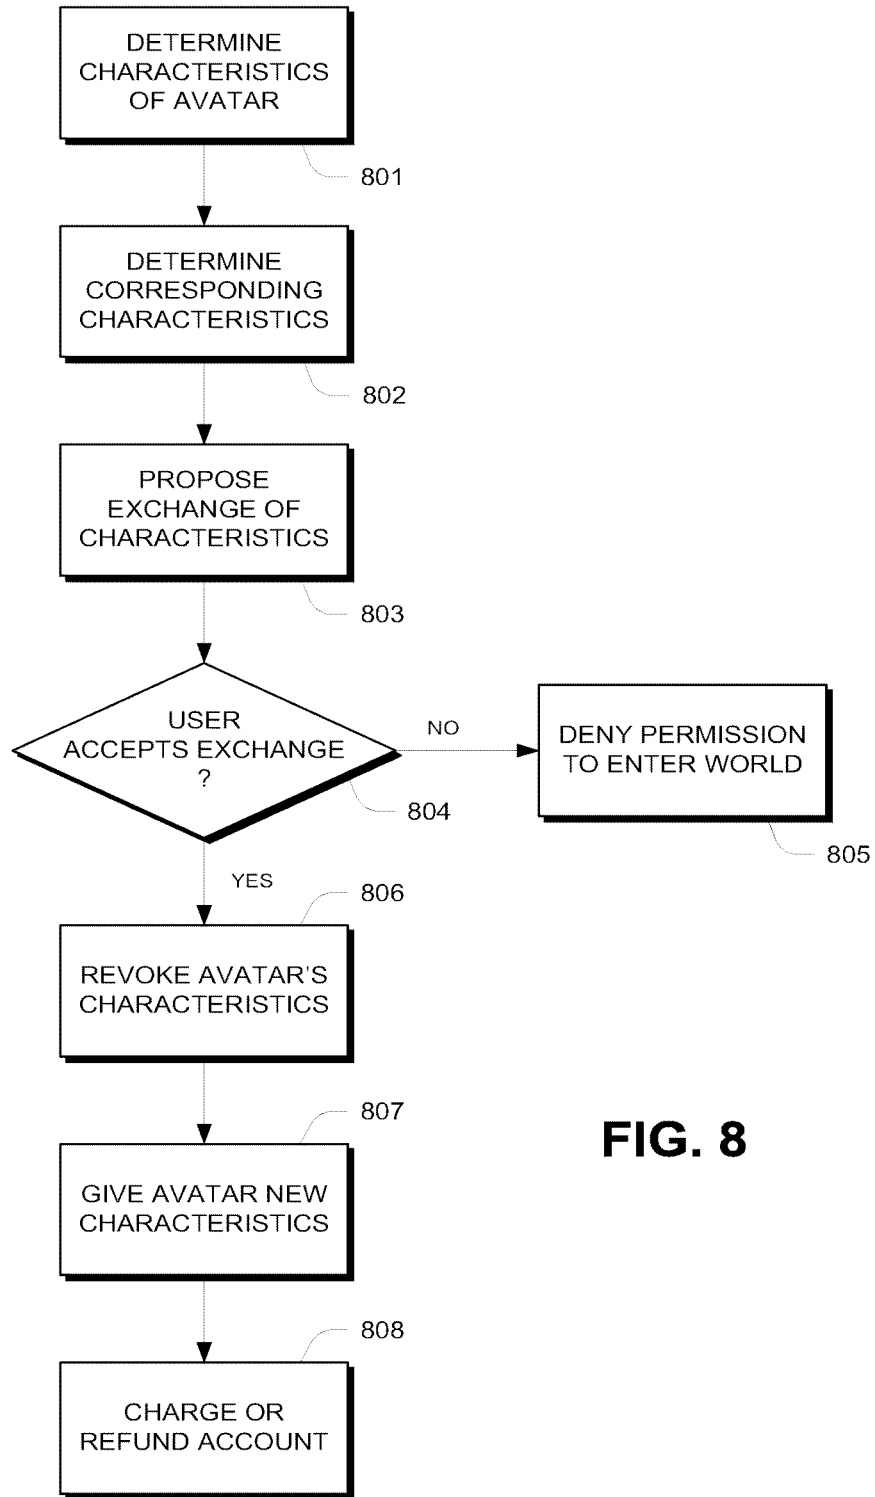 DETERMINE
CHARACTERISTICS
OF AVATAR
801
DETERMINE
CORRESPONDING
CHARACTERISTICS
802
PROPOSE
EXCHANGE OF
CHARACTERISTICS
803
USER
ACCEPTS EXCHANGE
?
804
NO
DENY PERMISSION
TO ENTER WORLD
805
YES
806
REVOKE AVATAR'S
CHARACTERISTICS
807
GIVE AVATAR NEW
CHARACTERISTICS
FIG. 8
808
CHARGE OR
REFUND ACCOUNT